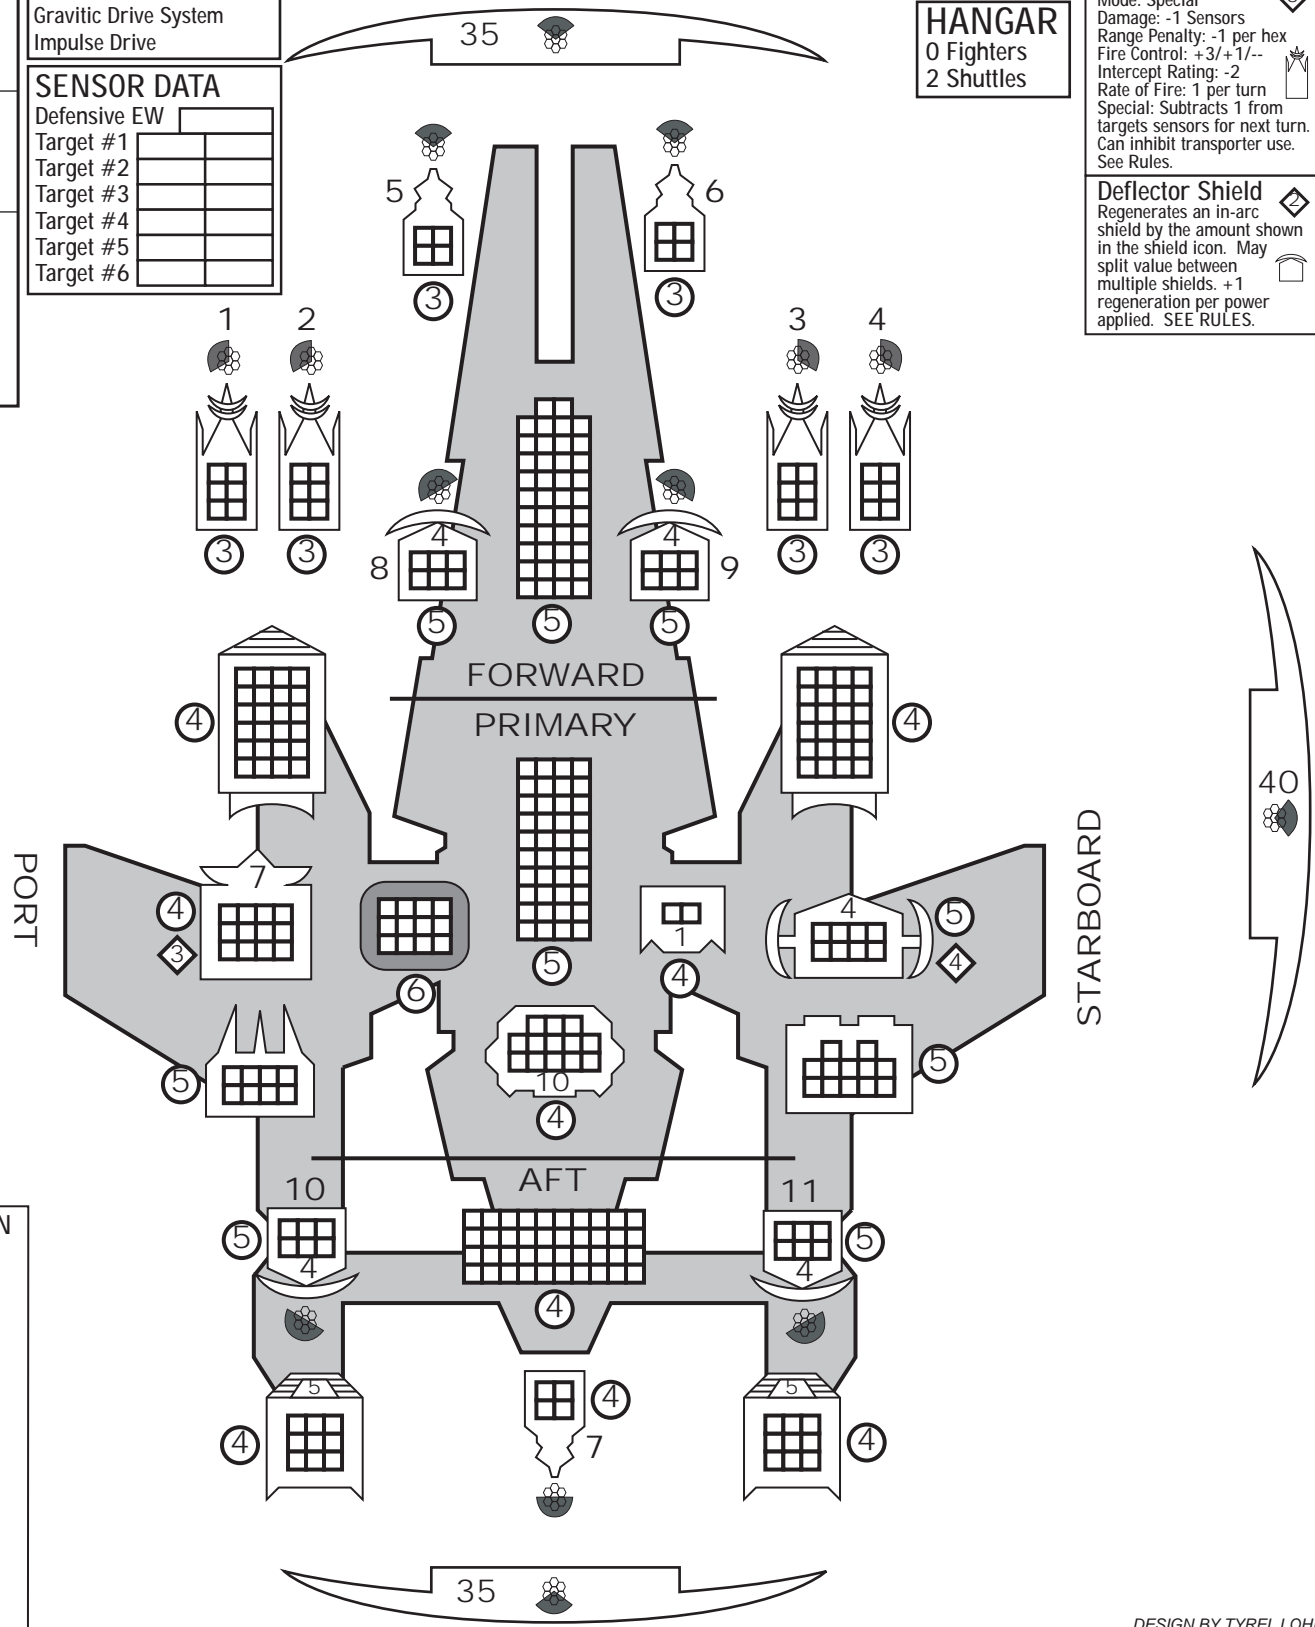 Gravitic Drive System
Impulse Drive
SENSOR DATA
Defensive EW
Target #1
Target #2
Target #3
Target #4
Target #5
Target #6
35
HANGAR
0 Fighters
2 Shuttles
Mode: Special
Damage: -1 Sensors
Range Penalty: -1 per hex
Fire Control: +3/+1/--
Intercept Rating: -2
Rate of Fire: 1 per turn
Special: Subtracts 1 from
targets sensors for next turn.
Can inhibit transporter use.
See Rules.
Deflector Shield
2
Regenerates an in-arc
shield by the amount shown
in the shield icon. May
split value between
multiple shields. +1
regeneration per power
applied. SEE RULES.
5
6
3
3
1
2
3
4
3
3
3
3
8
4
4
9
5
5
5
FORWARD
PRIMARY
4
4
40
PORT
STARBOARD
7
4
3
6
5
1
4
4
5
4
5
10
4
5
AFT
10
11
5
4
4
5
4
5
5
4
4
4
7
35
N
DESIGN BY TYREL LOH